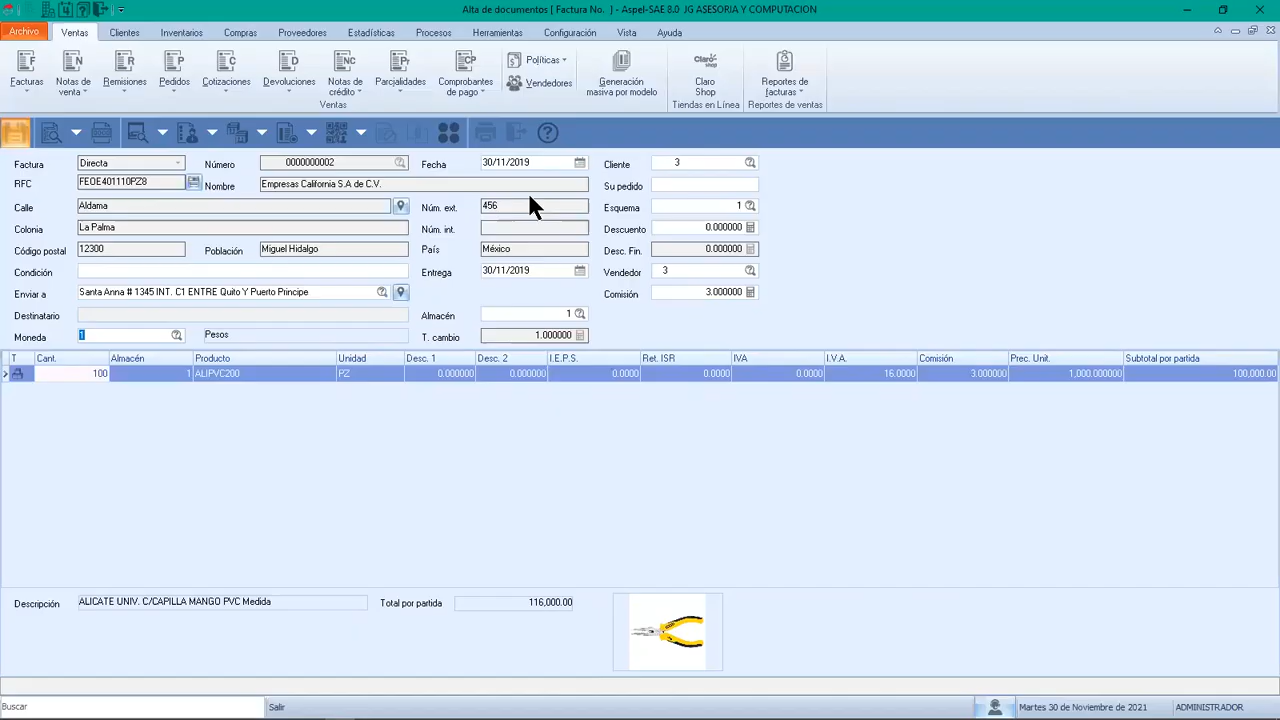 Alta de documentos [ Factura No. ] - Aspel-SAE 8.0 JG ASESORIA Y COMPUTACION
Archivo Ventas Clientes Inventarios Compras Proveedores Estadísticas Procesos Herramientas Configuración Vista Ayuda
Facturas Notas de venta Remisiones Pedidos Cotizaciones Devoluciones Notas de crédito Parcialidades Comprobantes de pago Políticas Vendedores Generación masiva por modelo Claro Shop Reportes de facturas
Ventas Tiendas en Línea Reportes de ventas
Factura Directa Número 0000000002 Fecha 30/11/2019 Cliente 3
RFC FEOE401110PZ8 Nombre Empresas California S.A de C.V. Su pedido
Calle Aldama Núm. ext. 456 Esquema 1
Colonia La Palma Núm. int. Descuento 0.000000
Código postal 12300 Población Miguel Hidalgo País México Desc. Fin. 0.000000
Condición Entrega 30/11/2019 Vendedor 3
Enviar a Santa Anna # 1345 INT. C1 ENTRE Quito Y Puerto Principe Comisión 3.000000
Destinatario Almacén 1
Moneda 1 Pesos T. cambio 1.000000
T Cant. Almacén Producto Unidad Desc. 1 Desc. 2 I.E.P.S. Ret. ISR IVA I.V.A. Comisión Prec. Unit. Subtotal por partida
100 1 ALIPVC200 PZ 0.000000 0.000000 0.0000 0.0000 0.0000 16.0000 3.000000 1,000.000000 100,000.00
Descripción ALICATE UNIV. C/CAPILLA MANGO PVC Medida Total por partida 116,000.00
Buscar Salir Martes 30 de Noviembre de 2021 ADMINISTRADOR